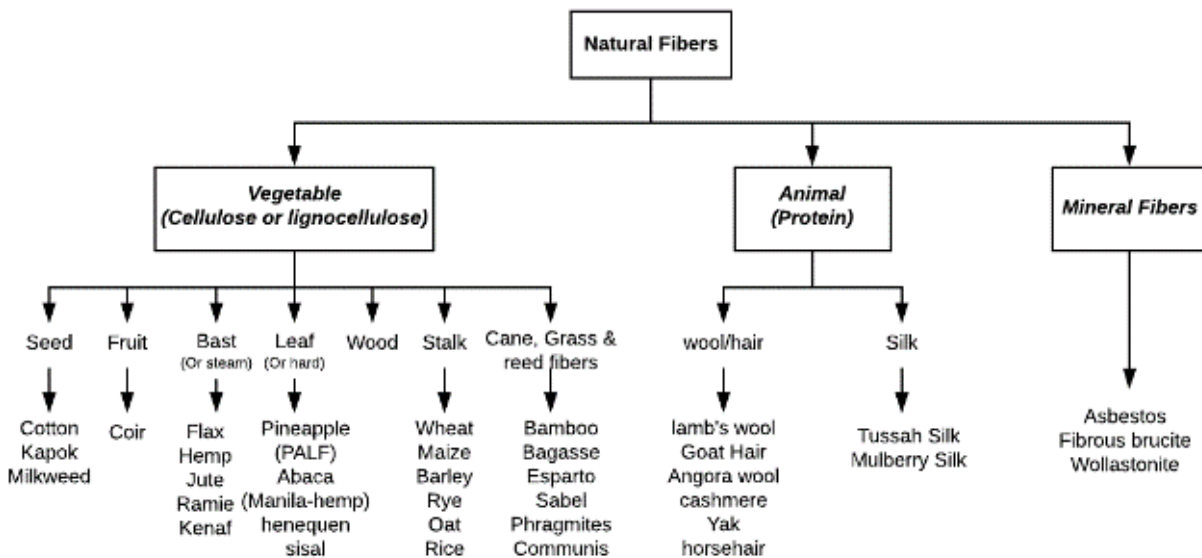 Natural Fibers
Vegetable
(Cellulose or lignocellulose)
Animal
(Protein)
Mineral Fibers
Seed
Fruit
Bast
(Or steam)
Leaf
(Or hard)
Wood
Stalk
Cane, Grass &
reed fibers
wool/hair
Silk
Cotton
Kapok
Milkweed
Coir
Flax
Hemp
Jute
Ramie
Kenaf
Pineapple
(PALF)
Abaca
(Manila-hemp)
henequen
sisal
Wheat
Maize
Barley
Rye
Oat
Rice
Bamboo
Bagasse
Esparto
Sabel
Phragmites
Communis
lamb's wool
Goat Hair
Angora wool
cashmere
Yak
horsehair
Tussah Silk
Mulberry Silk
Asbestos
Fibrous brucite
Wollastonite